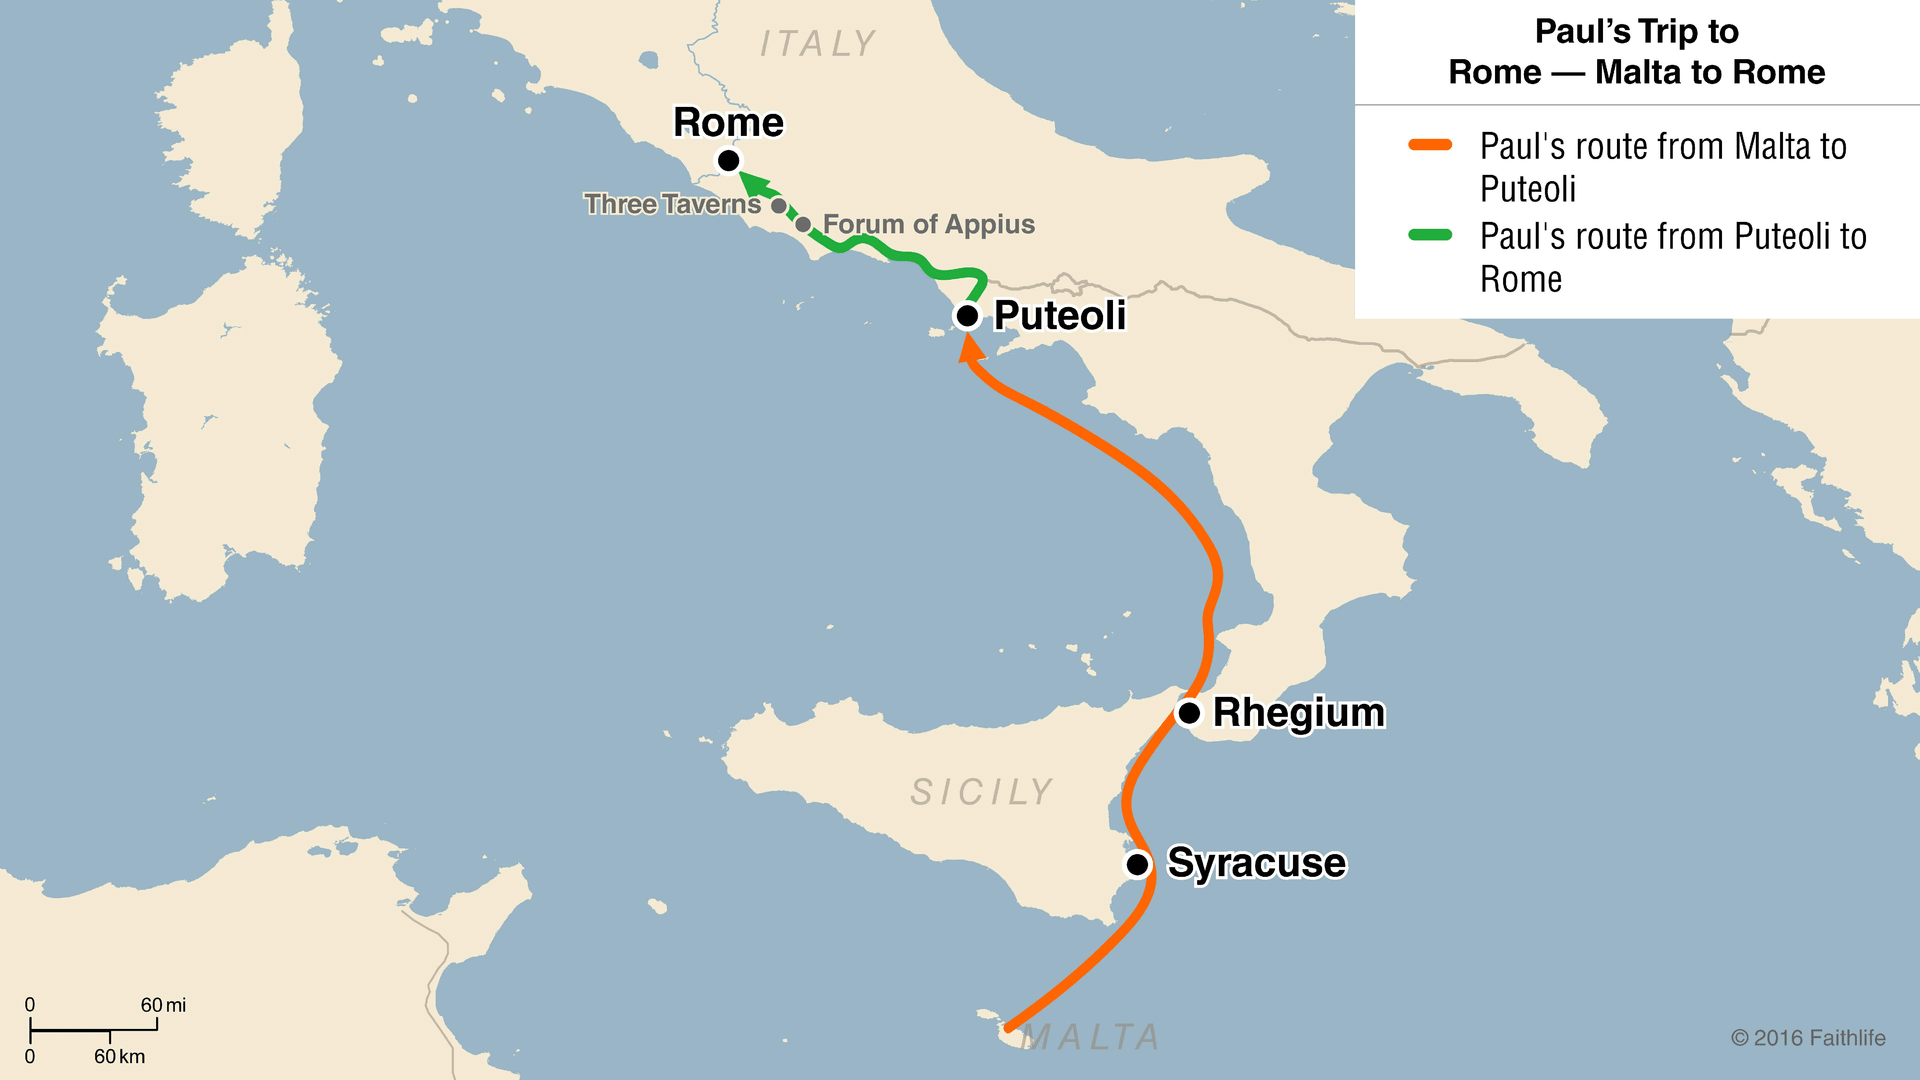 Paul’s Trip to
Rome — Malta to Rome
Paul's route from Malta to
Puteoli
Paul's route from Puteoli to
Rome
ITALY
Rome
Three Taverns
Forum of Appius
Puteoli
Rhegium
SICILY
Syracuse
MALTA
0 60 mi
0 60 km
© 2016 Faithlife